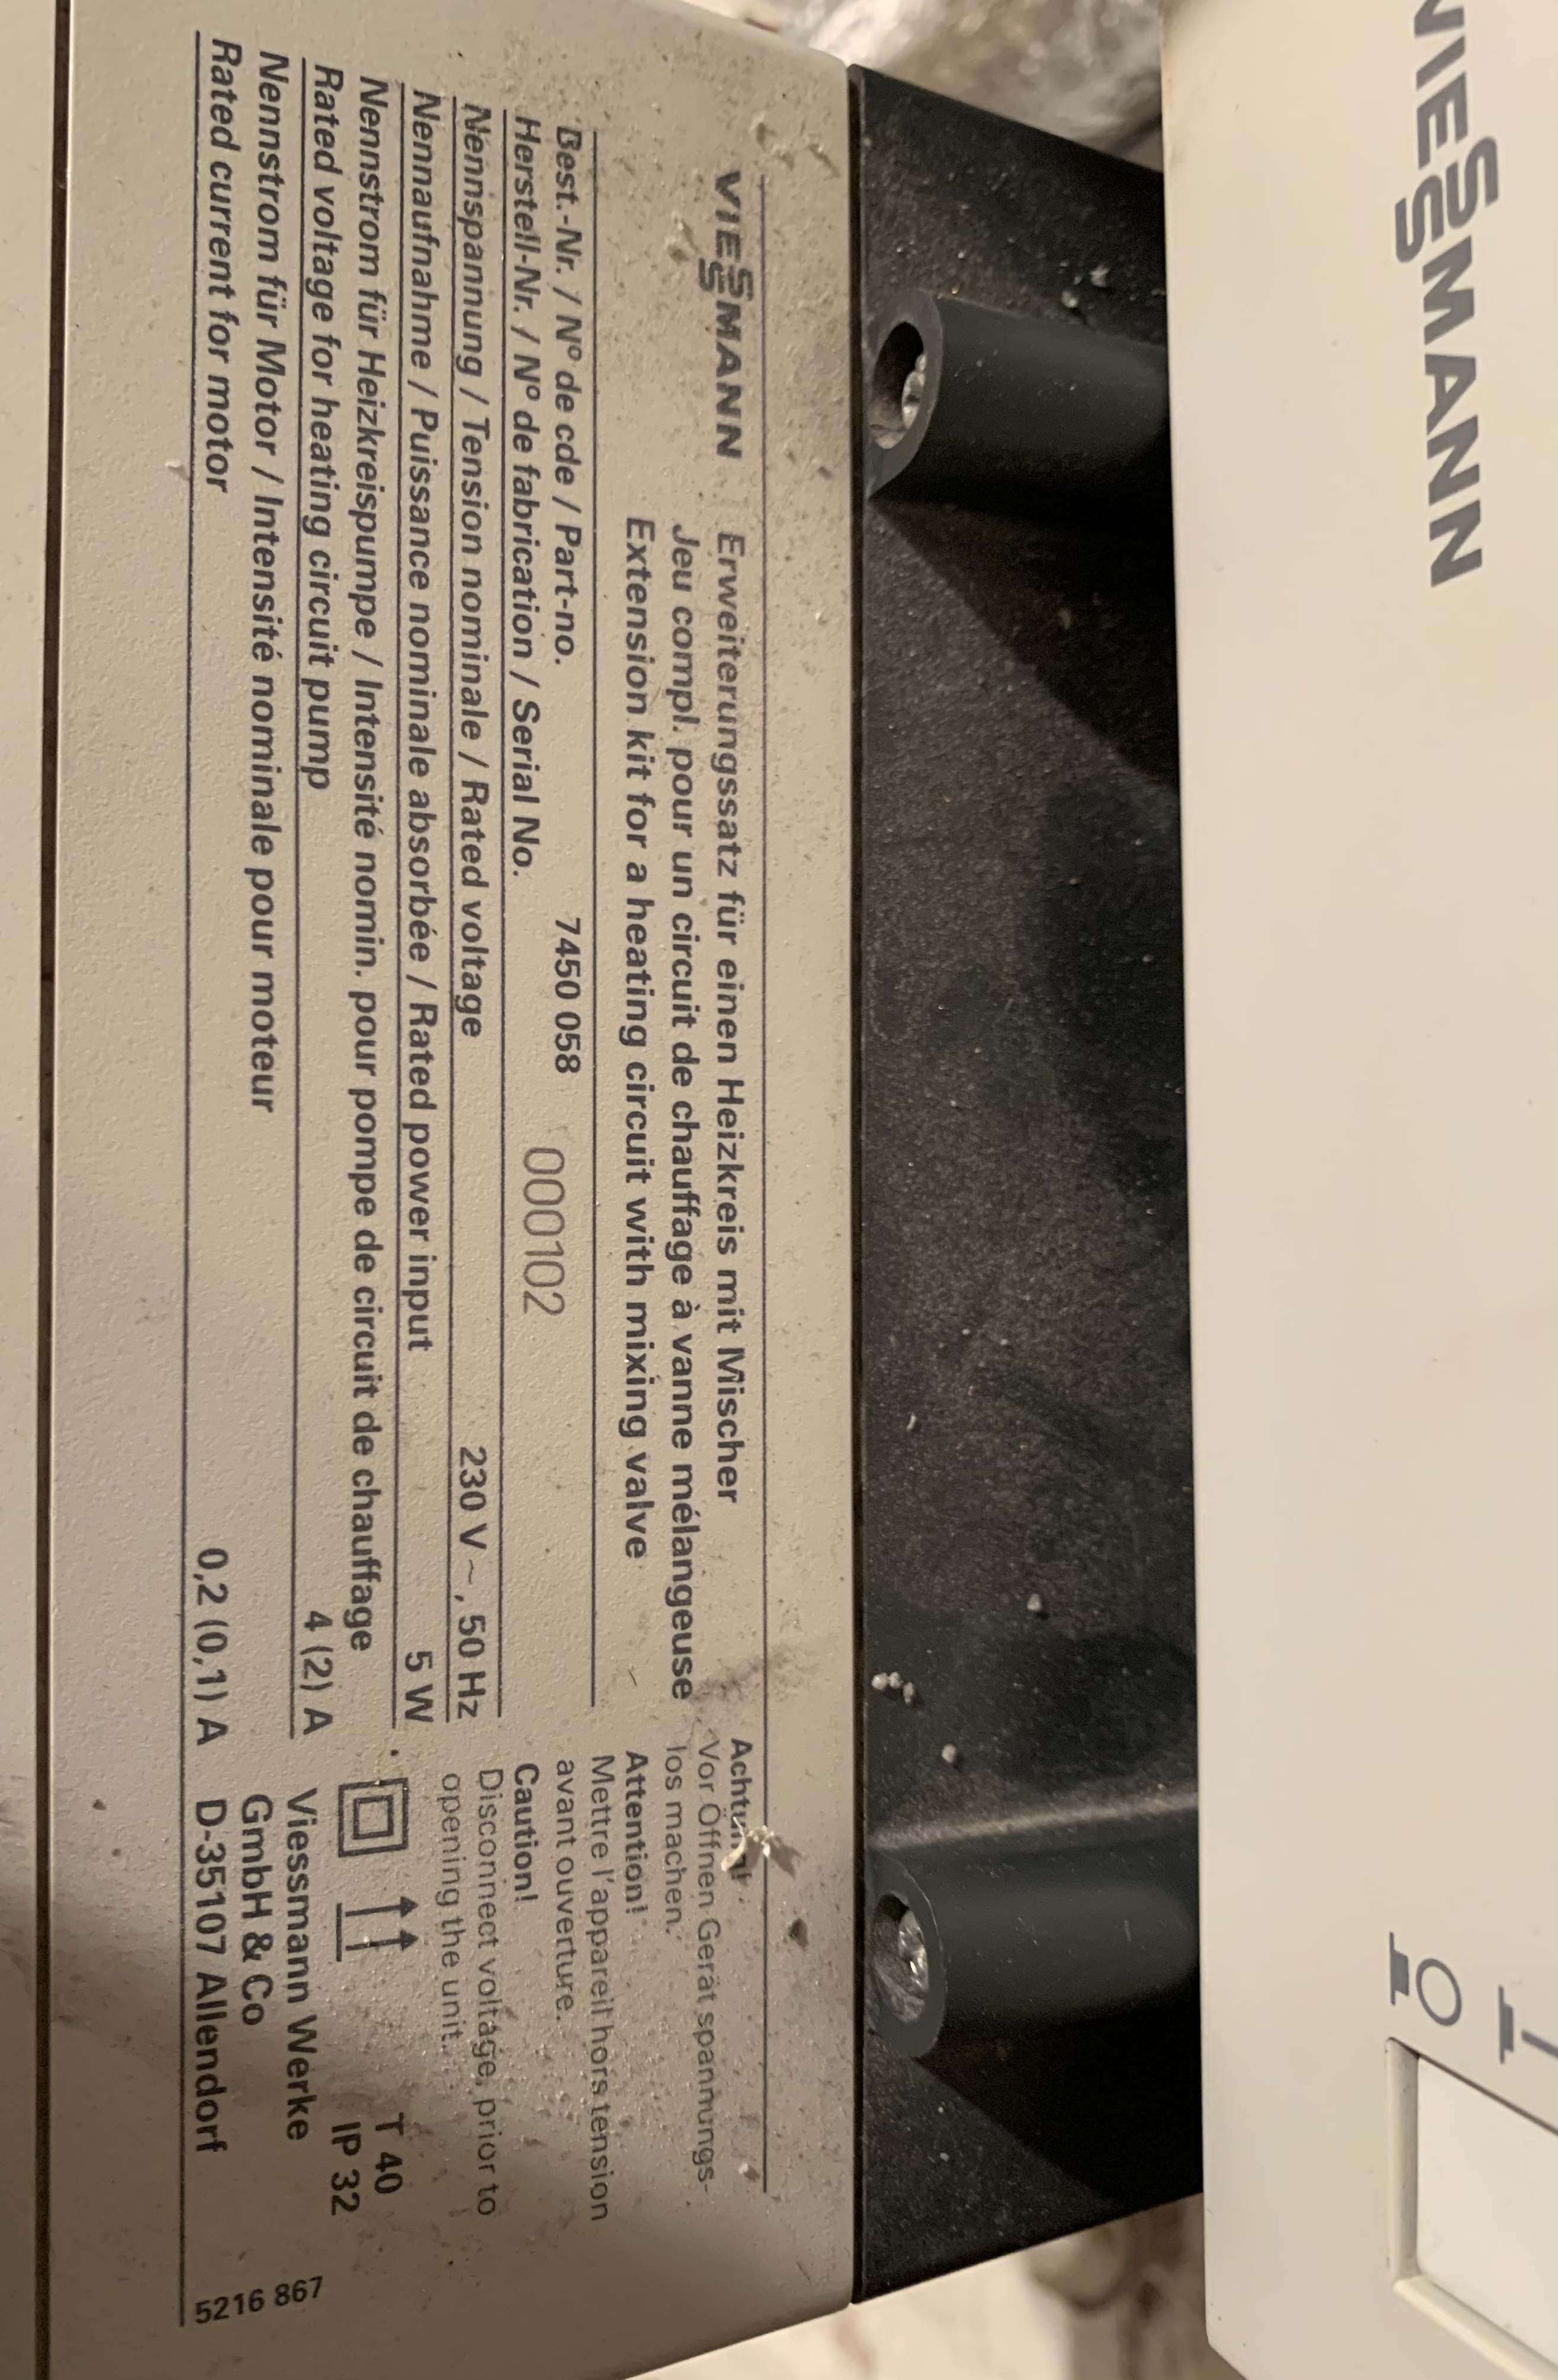 VIESSMANN
VIESSMANN
Erweiterungssatz für einen Heizkreis mit Mischer
Jeu compl. pour un circuit de chauffage à vanne mélangeuse
Extension kit for a heating circuit with mixing valve
Best.-Nr. / Nº de cde / Part-no. 7450 058
Herstell-Nr. / Nº de fabrication / Serial No. 000102
Nennspannung / Tension nominale / Rated voltage 230 V ~, 50 Hz
Nennaufnahme / Puissance nominale absorbée / Rated power input 5 W
Nennstrom für Heizkreispumpe / Intensité nomin. pour pompe de circuit de chauffage
Rated voltage for heating circuit pump 4 (2) A
Nennstrom für Motor / Intensité nominale pour moteur
Rated current for motor 0,2 (0,1) A
Achtung!
Vor Öffnen Gerät spannungs-
los machen.
Attention!
Mettre l'appareil hors tension
avant ouverture.
Caution!
Disconnect voltage, prior to
opening the unit.
T 40
IP 32
Viessmann Werke
GmbH & Co
D-35107 Allendorf
5216 867